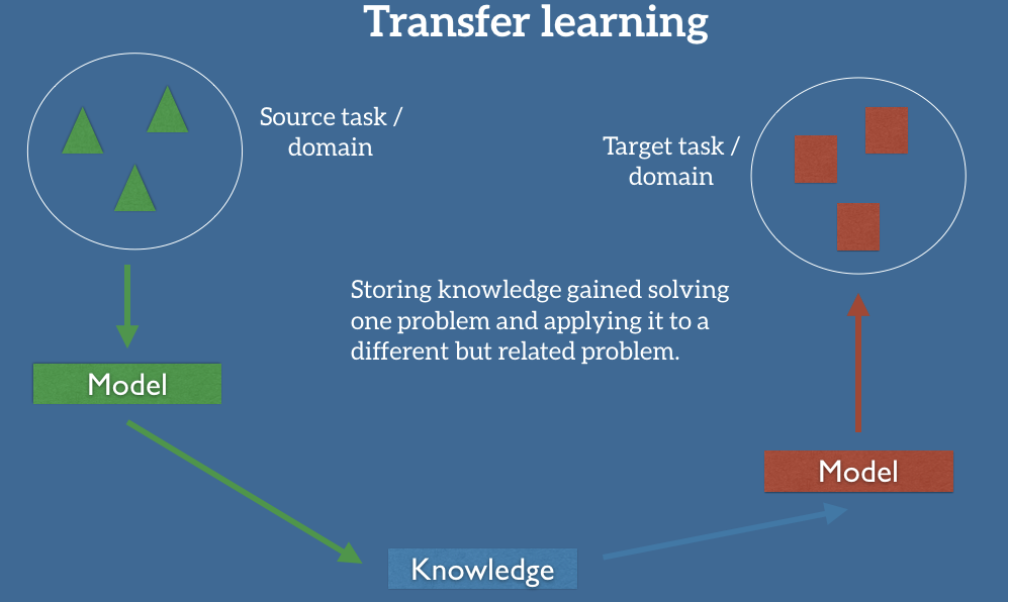 Transfer learning
Source task /
domain
Target task /
domain
Storing knowledge gained solving
one problem and applying it to a
different but related problem.
Model
Model
Knowledge